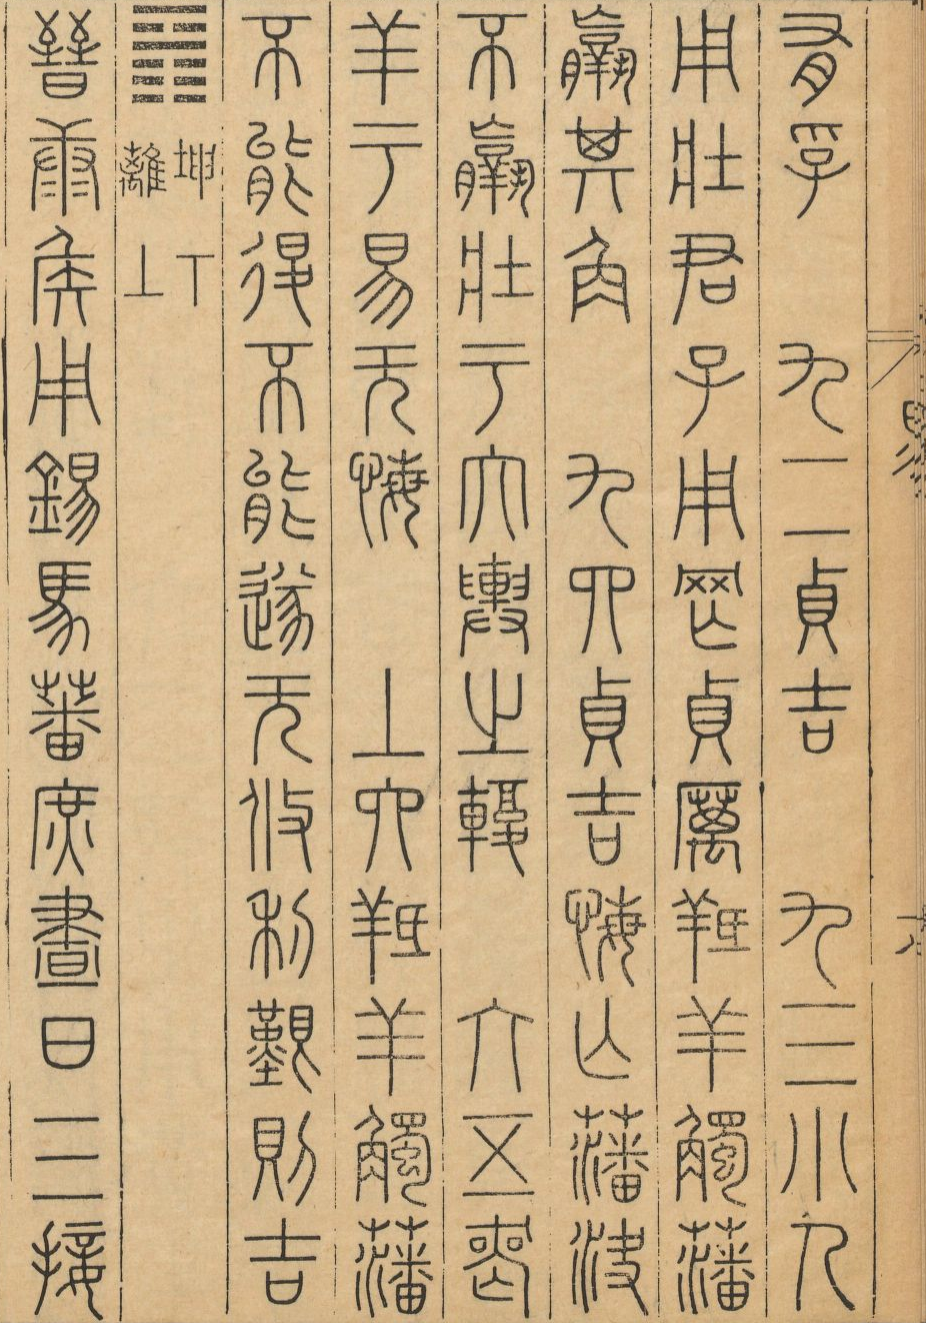 有孚　九二貞吉　九三小人
用壯君子用罔貞厲羝羊觸藩
羸其角　九四貞吉悔亡藩決
不羸壯于大輿之輹　六五喪
羊于易无悔　上六羝羊觸藩
不能退不能遂无攸利艱則吉
䷢ 坤下離上
晉康侯用錫馬蕃庶晝日三接